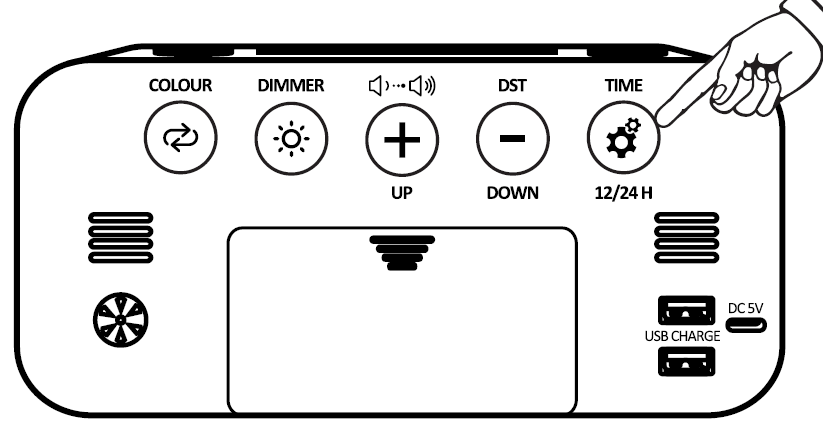 COLOUR
DIMMER
DST
TIME
UP
DOWN
12/24 H
DC 5V
USB CHARGE